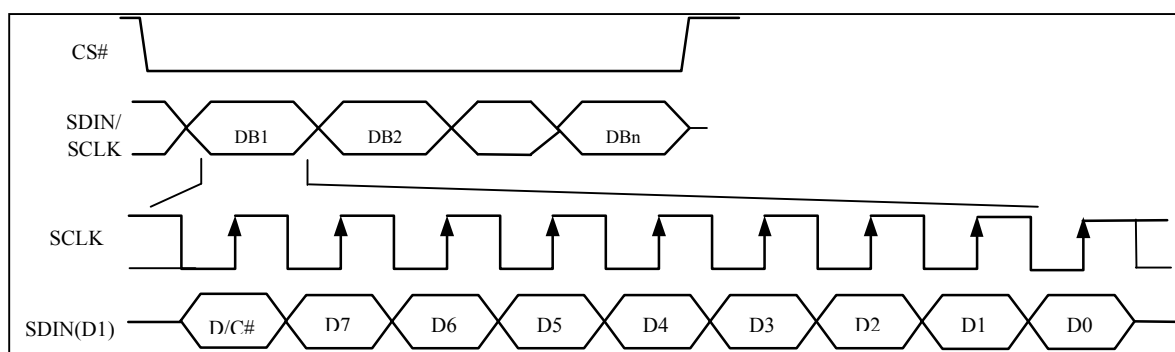 CS#
SDIN/
SCLK
DB1 DB2 DBn
SCLK
SDIN(D1) D/C# D7 D6 D5 D4 D3 D2 D1 D0